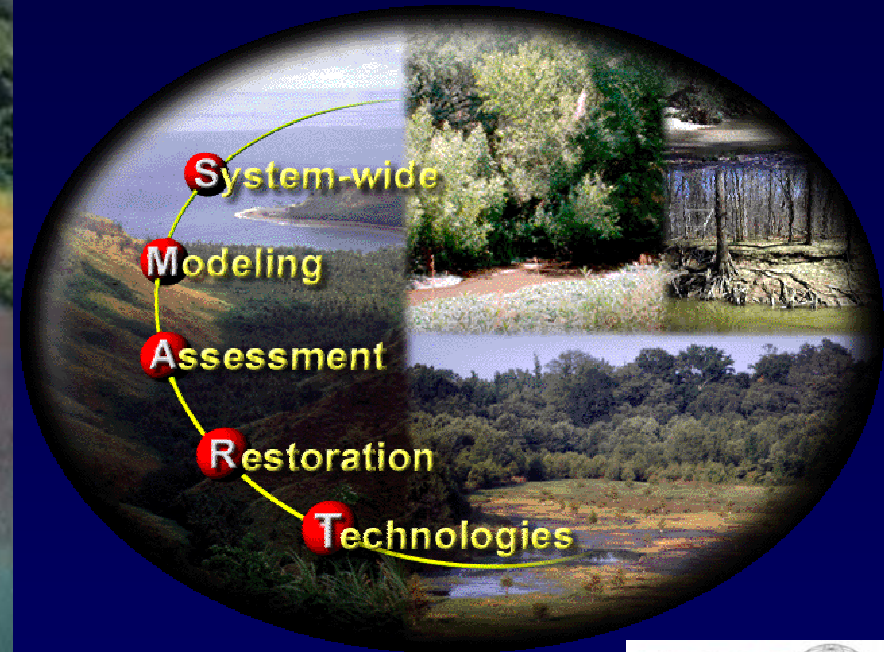 System-wide
Modeling
Assessment
Restoration
Technologies